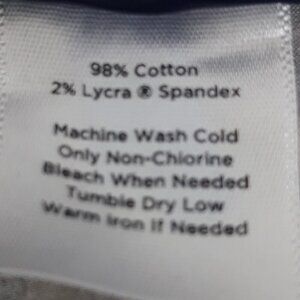 98% Cotton
2% Lycra ® Spandex
Machine Wash Cold
Only Non-Chlorine
Bleach When Needed
Tumble Dry Low
Warm Iron If Needed